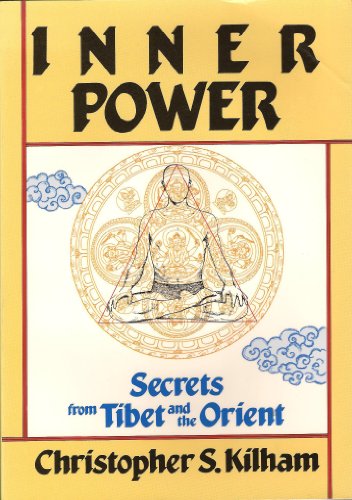 INNER
POWER
Secrets
from Tibet and the Orient
Christopher S. Kilham